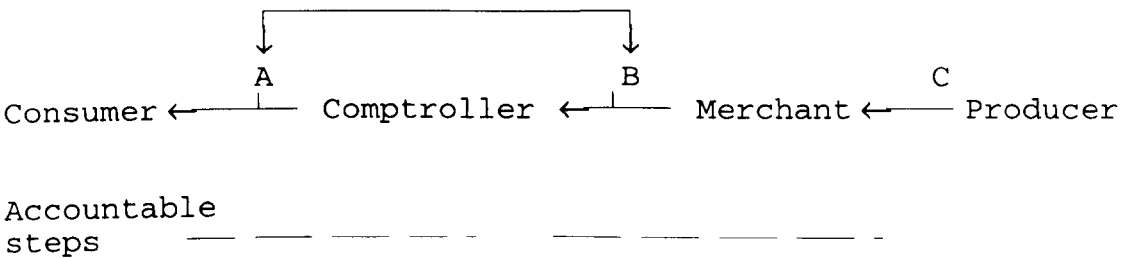 A B C
Consumer Comptroller Merchant Producer
Accountable
steps